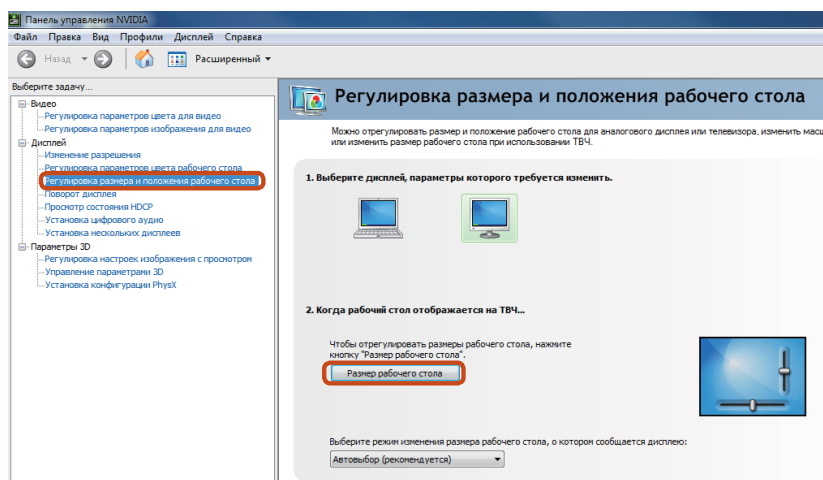 Панель управления NVIDIA
Файл Правка Вид Профили Дисплей Справка
Назад Расширенный
Выберите задачу...
Видео
Регулировка параметров цвета для видео
Регулировка параметров изображения для видео
Дисплей
Изменение разрешения
Регулировка параметров цвета рабочего стола
Регулировка размера и положения рабочего стола
Поворот дисплея
Просмотр состояния HDCP
Установка цифрового аудио
Установка нескольких дисплеев
Параметры 3D
Регулировка настроек изображения с просмотром
Управление параметрами 3D
Установка конфигурации PhysX
Регулировка размера и положения рабочего стола
Можно отрегулировать размер и положение рабочего стола для аналогового дисплея или телевизора, изменить масш
или изменить размер рабочего стола при использовании ТВЧ.
1. Выберите дисплей, параметры которого требуется изменить.
2. Когда рабочий стол отображается на ТВЧ...
Чтобы отрегулировать размеры рабочего стола, нажмите
кнопку "Размер рабочего стола".
Размер рабочего стола
Выберите режим изменения размера рабочего стола, о котором сообщается дисплею:
Автовыбор (рекомендуется)